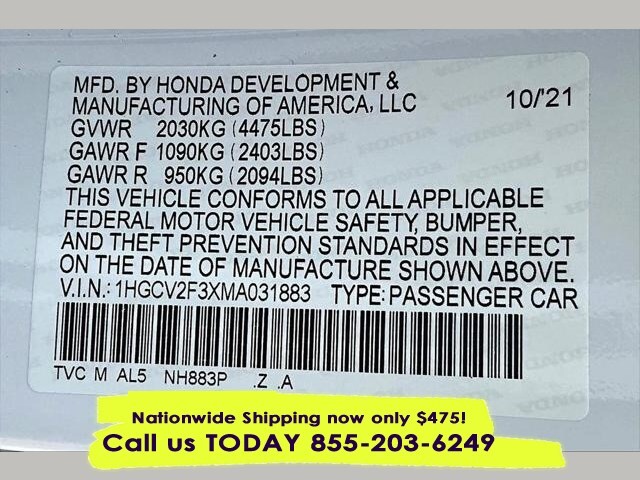 MFD. BY HONDA DEVELOPMENT &
MANUFACTURING OF AMERICA, LLC 10/'21
GVWR 2030KG (4475LBS)
GAWR F 1090KG (2403LBS)
GAWR R 950KG (2094LBS)
THIS VEHICLE CONFORMS TO ALL APPLICABLE
FEDERAL MOTOR VEHICLE SAFETY, BUMPER,
AND THEFT PREVENTION STANDARDS IN EFFECT
ON THE DATE OF MANUFACTURE SHOWN ABOVE.
V.I.N.: 1HGCV2F3XMA031883 TYPE: PASSENGER CAR
TVC M AL5 NH883P .Z .A
Nationwide Shipping now only $475!
Call us TODAY 855-203-6249